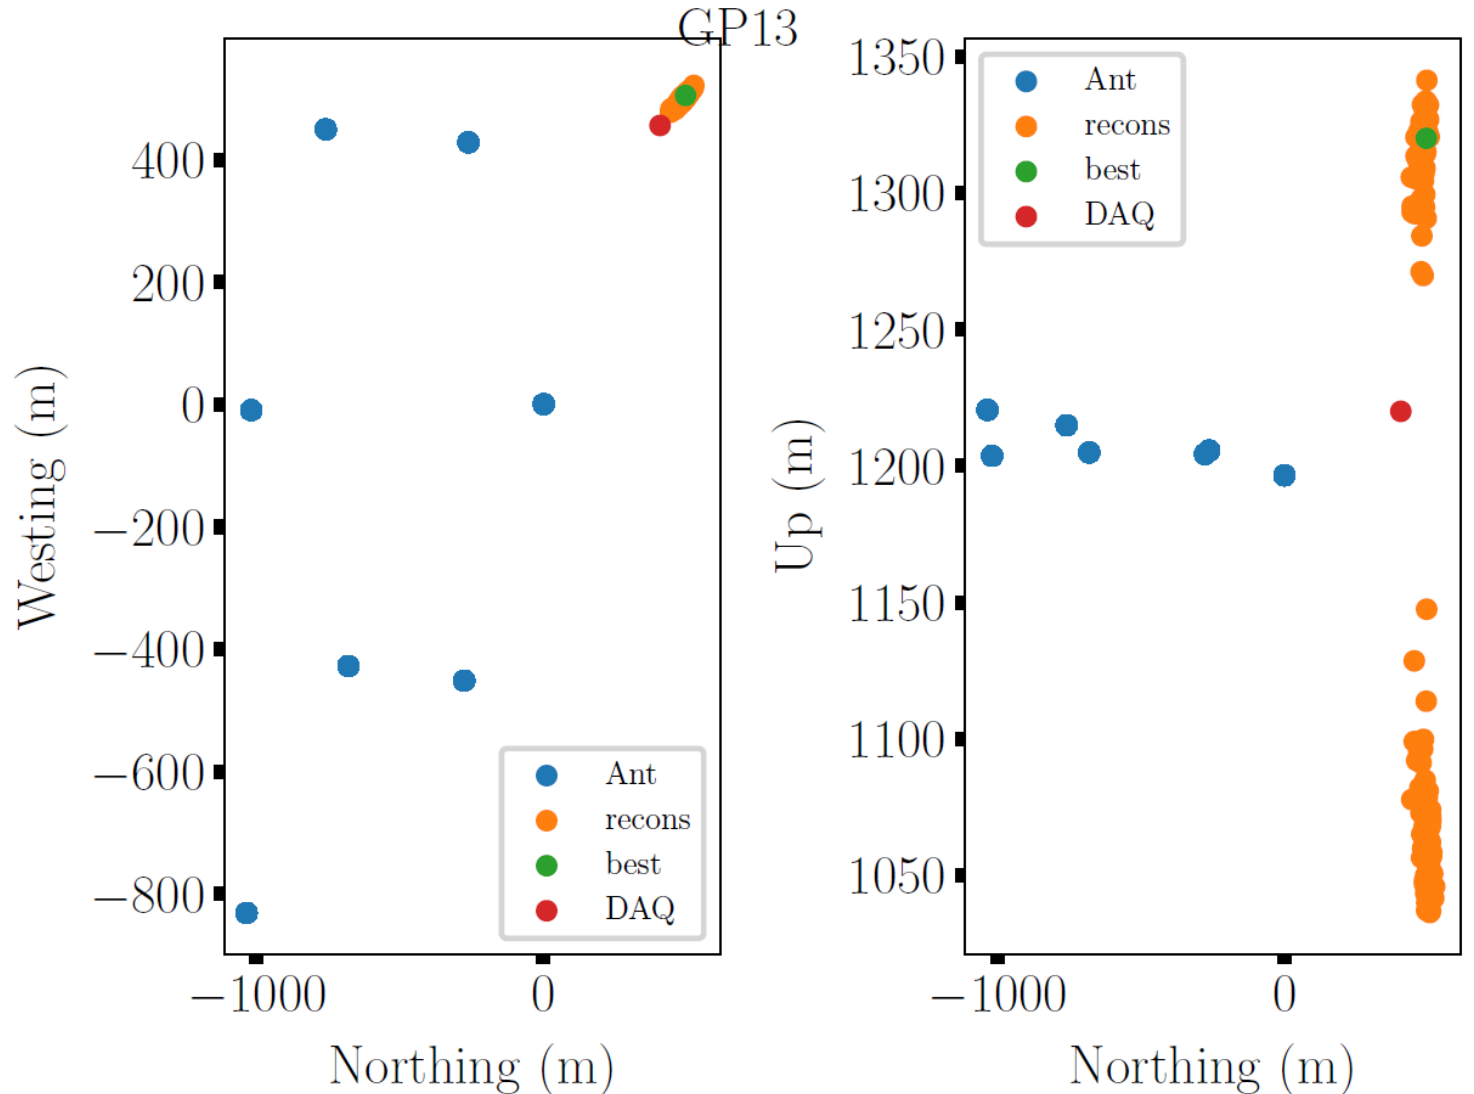 GP13
Westing (m)
400
200
0
−200
−400
−600
−800
Ant
recons
best
DAQ
−1000
0
Northing (m)
Up (m)
1350
1300
1250
1200
1150
1100
1050
Ant
recons
best
DAQ
−1000
0
Northing (m)